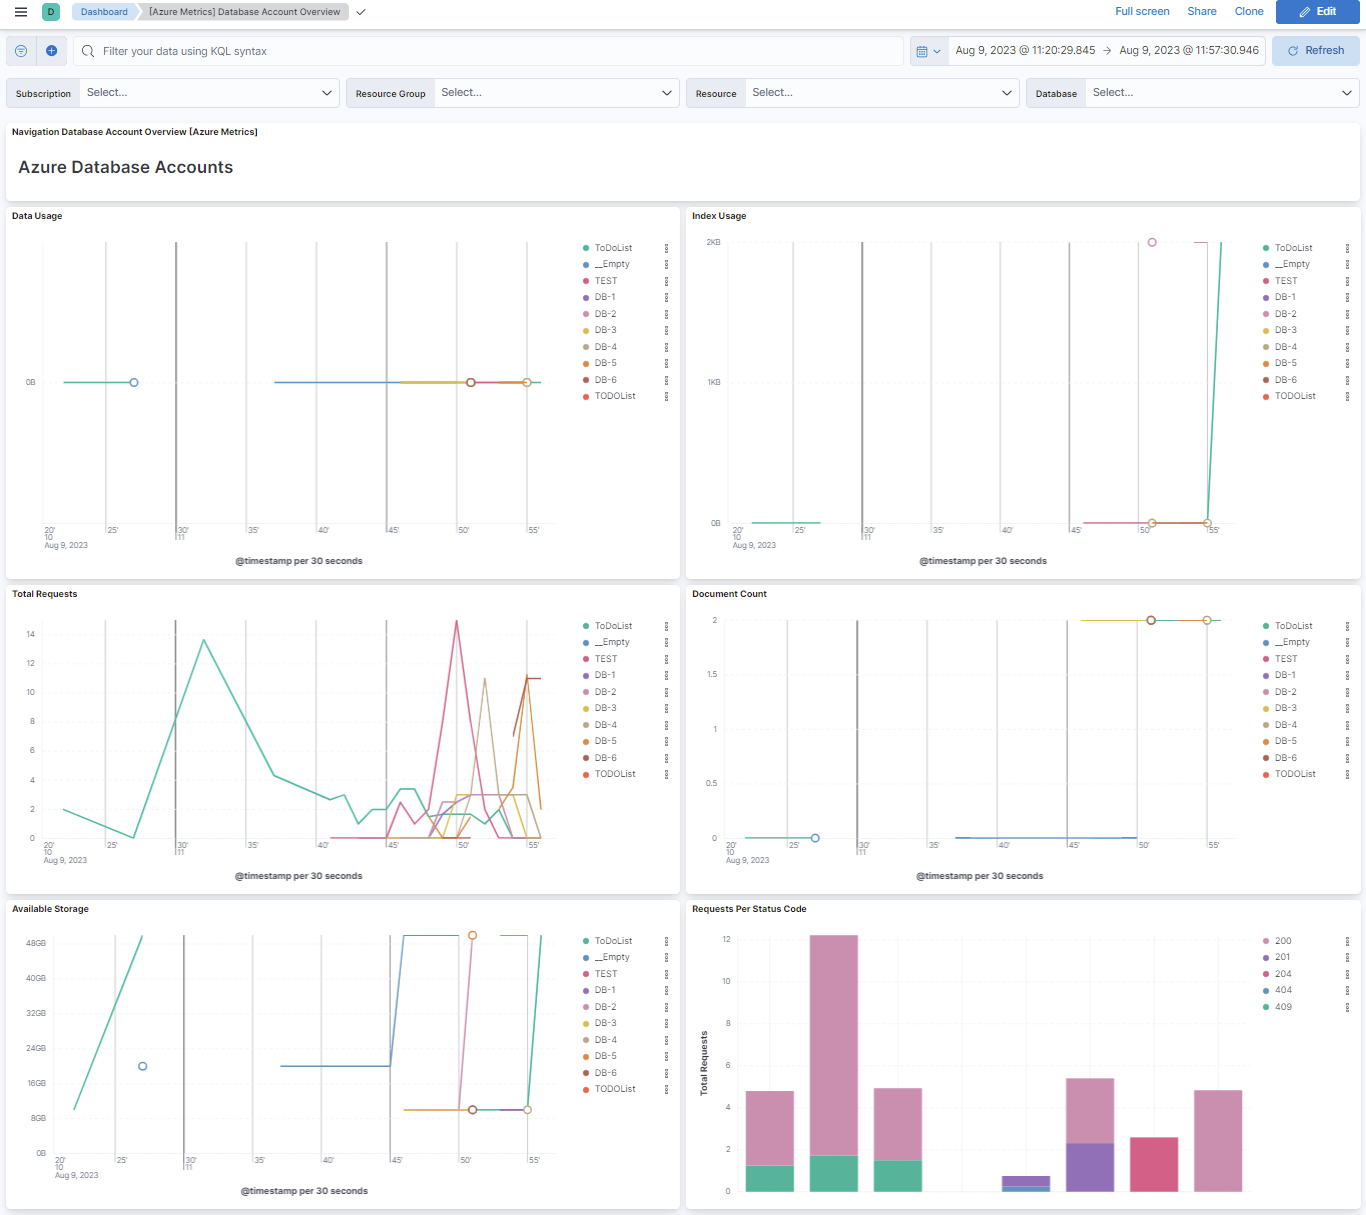 D Dashboard [Azure Metrics] Database Account Overview Full screen Share Clone Edit
Filter your data using KQL syntax Aug 9, 2023 @ 11:20:29.845 → Aug 9, 2023 @ 11:57:30.946 Refresh
Subscription Select... Resource Group Select... Resource Select... Database Select...
Navigation Database Account Overview [Azure Metrics]
Azure Database Accounts
Data Usage
0B
20' 25' 30' 35' 40' 45' 50' 55'
10 11
Aug 9, 2023
@timestamp per 30 seconds
ToDoList
__Empty
TEST
DB-1
DB-2
DB-3
DB-4
DB-5
DB-6
TODOList
Index Usage
2KB
1KB
0B
20' 25' 30' 35' 40' 45' 50' 55'
10 11
Aug 9, 2023
@timestamp per 30 seconds
ToDoList
__Empty
TEST
DB-1
DB-2
DB-3
DB-4
DB-5
DB-6
TODOList
Total Requests
14
12
10
8
6
4
2
0
20' 25' 30' 35' 40' 45' 50' 55'
10 11
Aug 9, 2023
@timestamp per 30 seconds
ToDoList
__Empty
TEST
DB-1
DB-2
DB-3
DB-4
DB-5
DB-6
TODOList
Document Count
2
1.5
1
0.5
0
20' 25' 30' 35' 40' 45' 50' 55'
10 11
Aug 9, 2023
@timestamp per 30 seconds
ToDoList
__Empty
TEST
DB-1
DB-2
DB-3
DB-4
DB-5
DB-6
TODOList
Available Storage
48GB
40GB
32GB
24GB
16GB
8GB
0B
20' 25' 30' 35' 40' 45' 50' 55'
10 11
Aug 9, 2023
@timestamp per 30 seconds
ToDoList
__Empty
TEST
DB-1
DB-2
DB-3
DB-4
DB-5
DB-6
TODOList
Requests Per Status Code
Total Requests
12
10
8
6
4
2
0
200
201
204
404
409